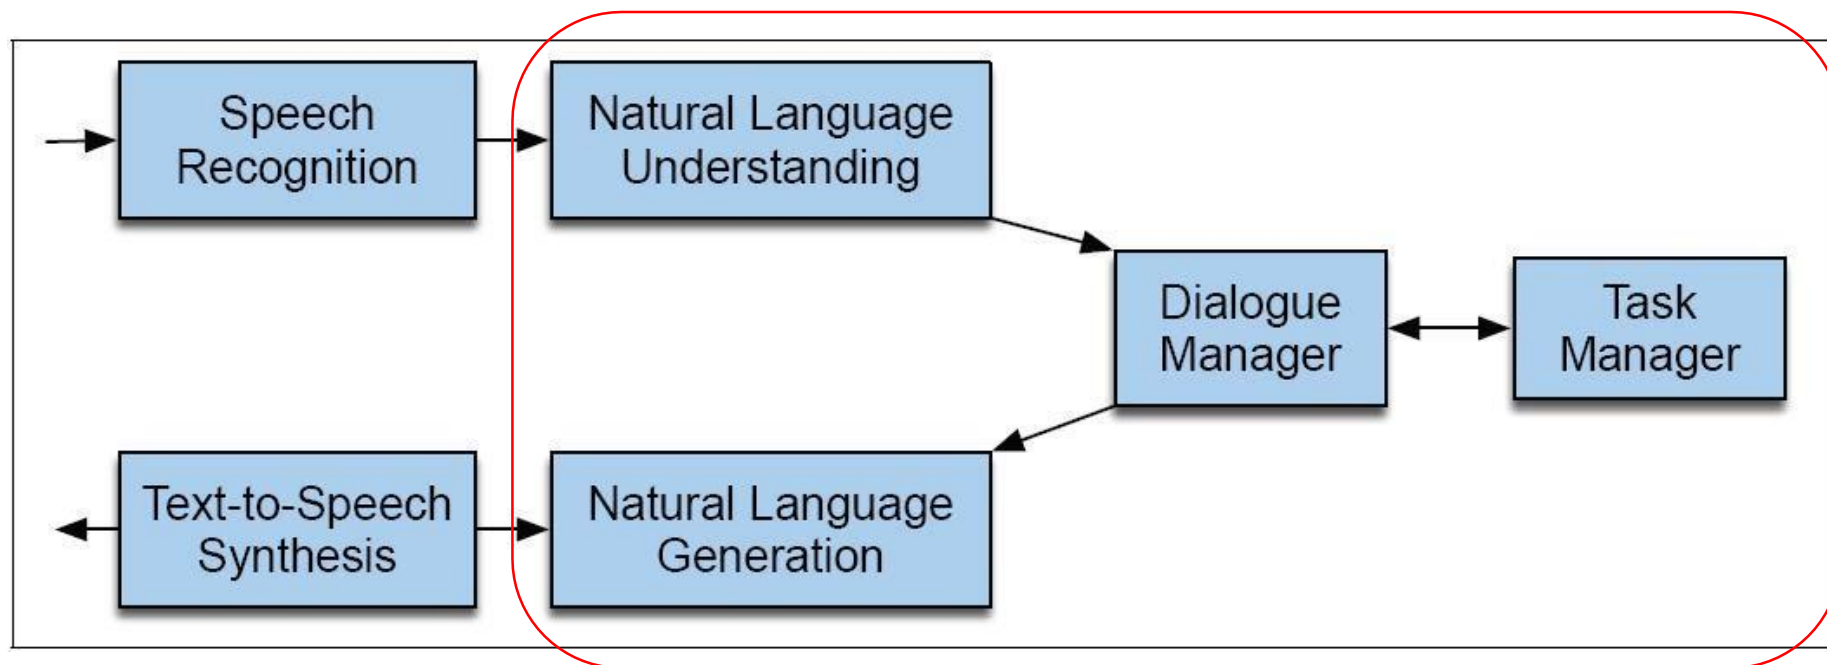 Speech
Recognition
Natural Language
Understanding
Dialogue
Manager
Task
Manager
Text-to-Speech
Synthesis
Natural Language
Generation